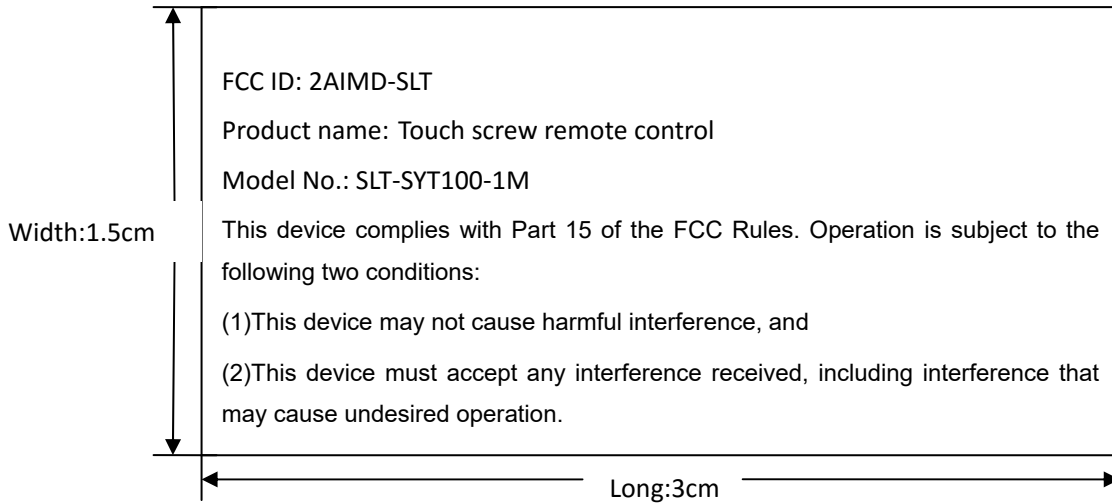 FCC ID: 2AIMD-SLT
Product name: Touch screw remote control
Model No.: SLT-SYT100-1M
Width:1.5cm
This device complies with Part 15 of the FCC Rules. Operation is subject to the
following two conditions:
(1)This device may not cause harmful interference, and
(2)This device must accept any interference received, including interference that
may cause undesired operation.
Long:3cm